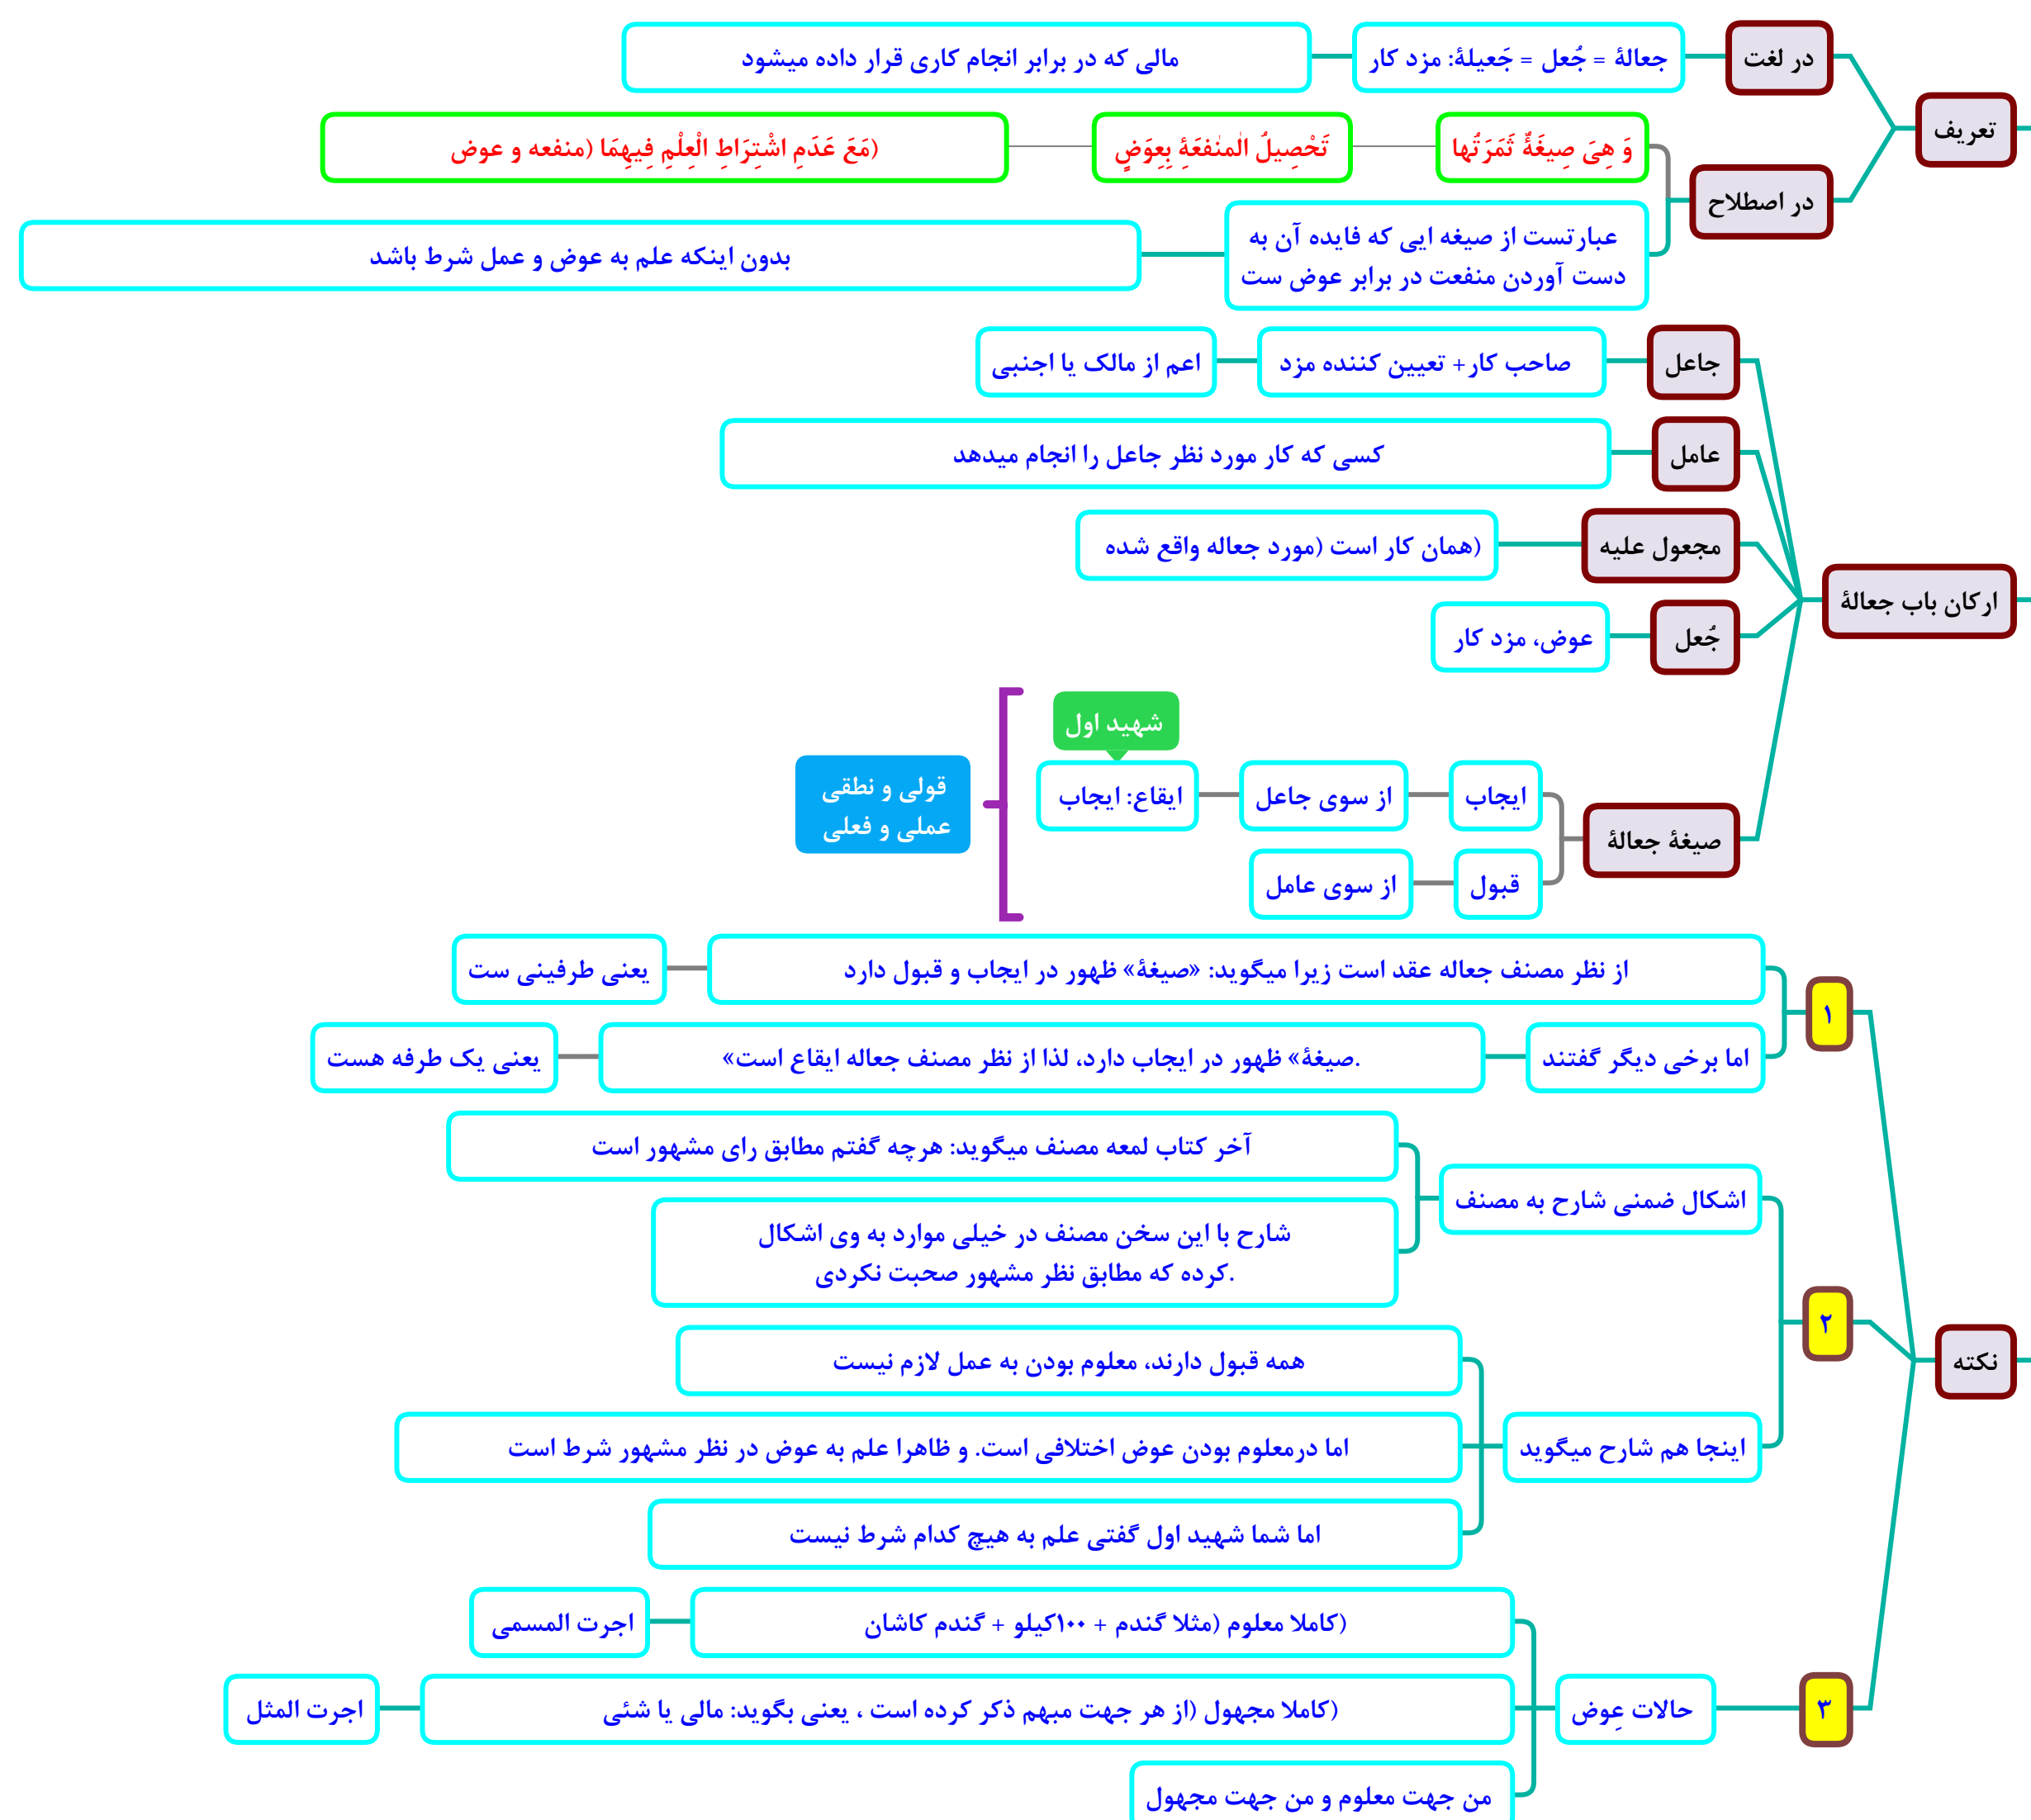 تعریف
در لغت
جعالهٔ = جُعل = جَعیلهٔ: مزد کار
مالی که در برابر انجام کاری قرار داده میشود
در اصطلاح
وَ هِیَ صِیغَهٌٔ ثَمَرَتُها
تَحْصِیلُ الْمنْفعَهِٔ بِعِوَضٍ
(مَعَ عَدَمِ اشْتِرَاطِ الْعِلْمِ فِیهِمَا (منفعه و عوض
عبارتست از صیغه ایی که فایده آن به
دست آوردن منفعت در برابر عوض ست
بدون اینکه علم به عوض و عمل شرط باشد
ارکان باب جعالهٔ
جاعل
صاحب کار+ تعیین کننده مزد
اعم از مالک یا اجنبی
عامل
کسی که کار مورد نظر جاعل را انجام میدهد
مجعول علیه
(همان کار است (مورد جعاله واقع شده
جُعل
عوض، مزد کار
صیغهٔ جعالهٔ
ایجاب
از سوی جاعل
شهید اول
ایقاع: ایجاب
قبول
از سوی عامل
قولی و نطقی
عملی و فعلی
نکته
۱
از نظر مصنف جعاله عقد است زیرا میگوید: «صیغهٔ» ظهور در ایجاب و قبول دارد
یعنی طرفینی ست
اما برخی دیگر گفتند
.صیغهٔ» ظهور در ایجاب دارد، لذا از نظر مصنف جعاله ایقاع است»
یعنی یک طرفه هست
۲
اشکال ضمنی شارح به مصنف
آخر کتاب لمعه مصنف میگوید: هرچه گفتم مطابق رای مشهور است
شارح با این سخن مصنف در خیلی موارد به وی اشکال
.کرده که مطابق نظر مشهور صحبت نکردی
اینجا هم شارح میگوید
همه قبول دارند، معلوم بودن به عمل لازم نیست
اما درمعلوم بودن عوض اختلافی است. و ظاهرا علم به عوض در نظر مشهور شرط است
اما شما شهید اول گفتی علم به هیچ کدام شرط نیست
۳
حالات عِوض
(کاملا معلوم (مثلا گندم + ۱۰۰کیلو + گندم کاشان
اجرت المسمی
(کاملا مجهول (از هر جهت مبهم ذکر کرده است ، یعنی بگوید: مالی یا شئی
اجرت المثل
من جهت معلوم و من جهت مجهول